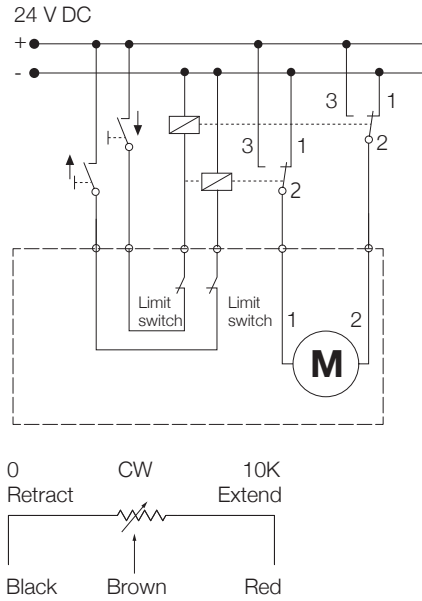 24 V DC
+
-
3 1
2
3 1
2
Limit
switch
Limit
switch
1 2
M
0 CW 10K
Retract Extend
Black Brown Red